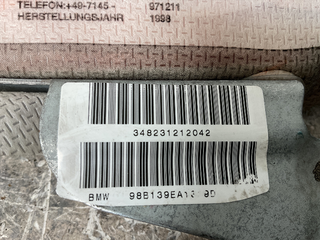 TELEFON:+49-7145- 971211
HERSTELLUNGSJAHR 1998
348231212042
BMW